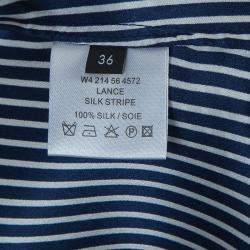 36
W4 214 56 4572
LANCE
SILK STRIPE
100% SILK / SOIE